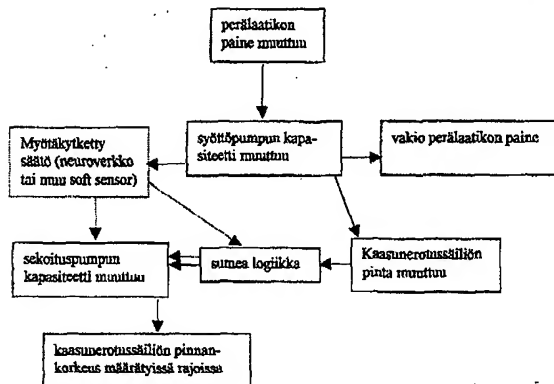 perälaatikon
paine muuttuu
Myötäkytketty
säätö (neuroverkko
tai muu soft sensor)
syöttöpumpun kapa-
siteetti muuttuu
vakio perälaatikon paine
sekoituspumpun
kapasiteetti muuttuu
sumea logiikka
Kaasunerotussäiliön
pinta muuttuu
kaasunerotussäiliön pinnan-
korkeus määrätyissä rajoissa